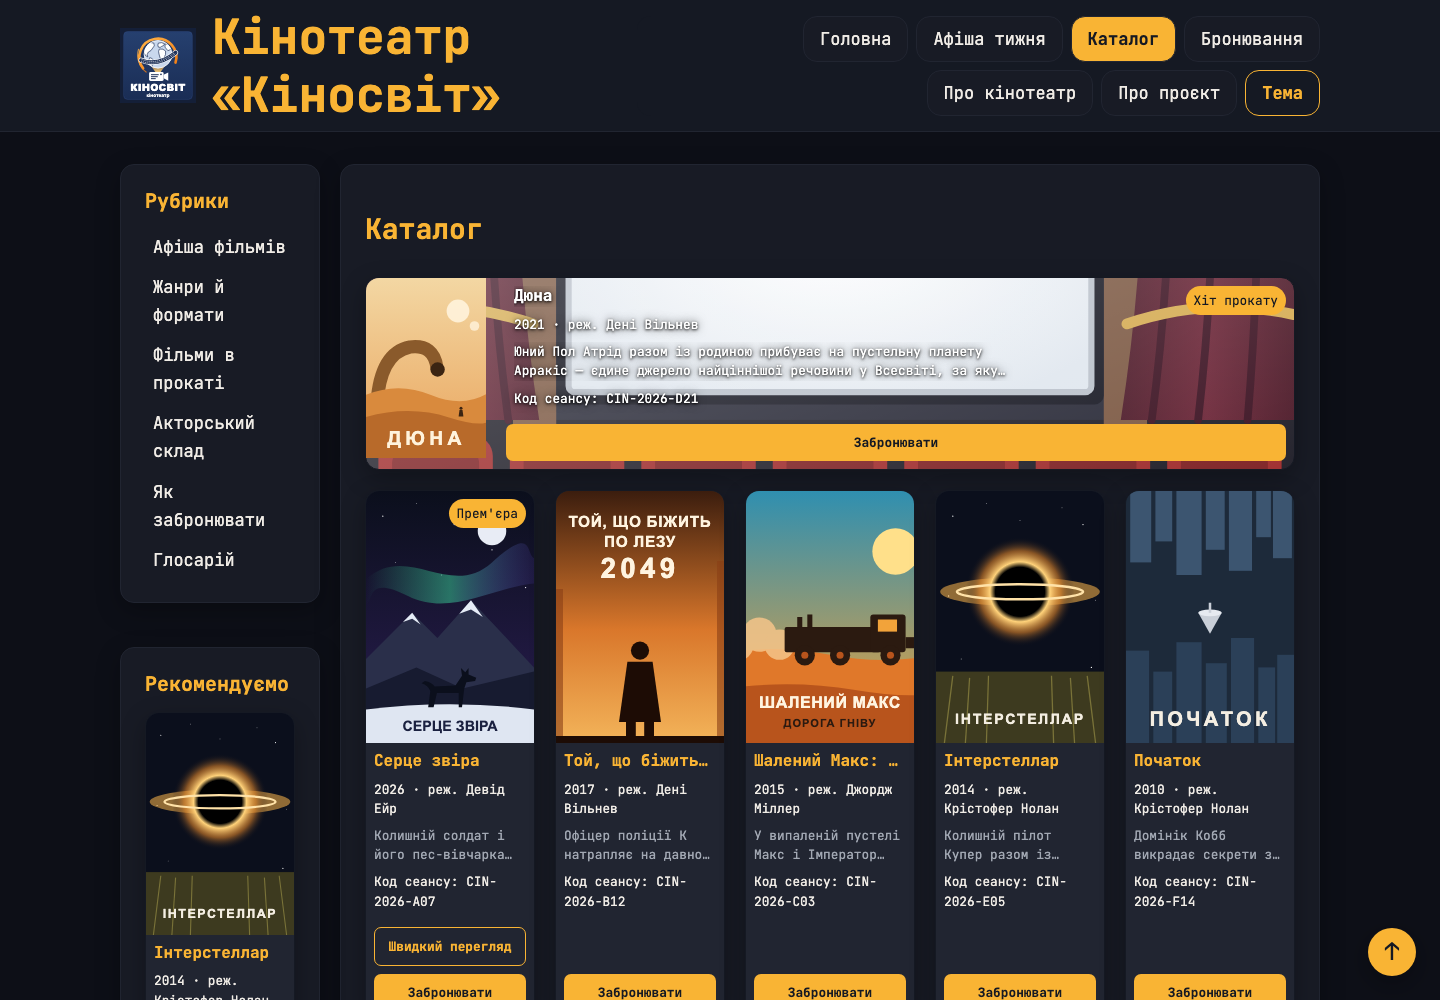 КІНОСВІТ
кінотеатр
Кінотеатр
«Кіносвіт»
Головна
Афіша тижня
Каталог
Бронювання
Про кінотеатр
Про проєкт
Тема
Рубрики
Афіша фільмів
Жанри й
формати
Фільми в
прокаті
Акторський
склад
Як
забронювати
Глосарій
Рекомендуємо
ІНТЕРСТЕЛЛАР
Інтерстеллар
2014 · реж.
Крістофер Нолан
Каталог
ДЮНА
Дюна
Хіт прокату
2021 · реж. Дені Вільнев
Юний Пол Атрід разом із родиною прибуває на пустельну планету
Арракіс — єдине джерело найціннішої речовини у Всесвіті, за яку…
Код сеансу: CIN-2026-D21
Забронювати
Прем'єра
СЕРЦЕ ЗВІРА
Серце звіра
2026 · реж. Девід
Ейр
Колишній солдат і
його пес-вівчарка…
Код сеансу: CIN-
2026-A07
Швидкий перегляд
Забронювати
ТОЙ, ЩО БІЖИТЬ
ПО ЛЕЗУ
2049
Той, що біжить…
2017 · реж. Дені
Вільнев
Офіцер поліції К
натрапляє на давно…
Код сеансу: CIN-
2026-B12
Забронювати
ШАЛЕНИЙ МАКС
ДОРОГА ГНІВУ
Шалений Макс: …
2015 · реж. Джордж
Міллер
У випаленій пустелі
Макс і Імператор…
Код сеансу: CIN-
2026-C03
Забронювати
ІНТЕРСТЕЛЛАР
Інтерстеллар
2014 · реж.
Крістофер Нолан
Колишній пілот
Купер разом із…
Код сеансу: CIN-
2026-E05
Забронювати
ПОЧАТОК
Початок
2010 · реж.
Крістофер Нолан
Домінік Кобб
викрадає секрети з…
Код сеансу: CIN-
2026-F14
Забронювати
↑